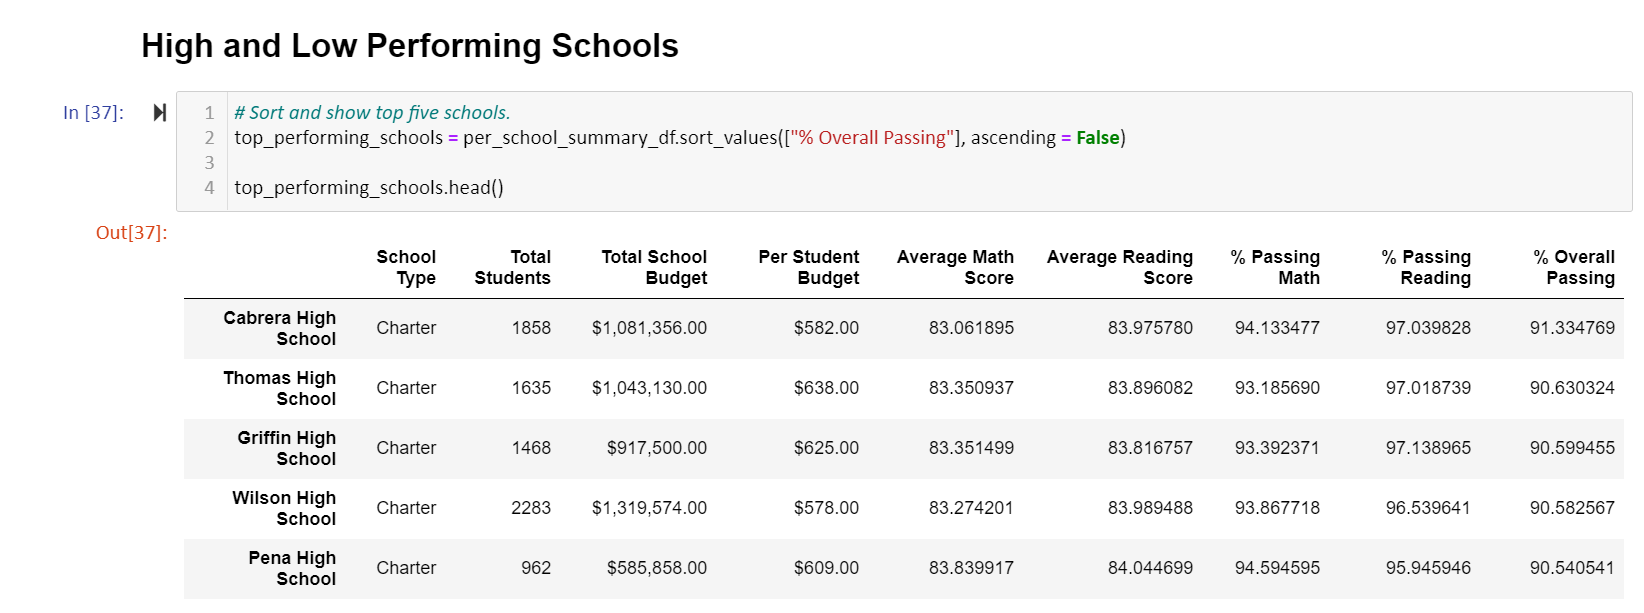 High and Low Performing Schools
In [37]:
1 # Sort and show top five schools.
2 top_performing_schools = per_school_summary_df.sort_values(["% Overall Passing"], ascending = False)
3
4 top_performing_schools.head()
Out[37]:
School Total Total School Per Student Average Math Average Reading % Passing % Passing % Overall
Type Students Budget Budget Score Score Math Reading Passing
Cabrera High
School Charter 1858 $1,081,356.00 $582.00 83.061895 83.975780 94.133477 97.039828 91.334769
Thomas High
School Charter 1635 $1,043,130.00 $638.00 83.350937 83.896082 93.185690 97.018739 90.630324
Griffin High
School Charter 1468 $917,500.00 $625.00 83.351499 83.816757 93.392371 97.138965 90.599455
Wilson High
School Charter 2283 $1,319,574.00 $578.00 83.274201 83.989488 93.867718 96.539641 90.582567
Pena High
School Charter 962 $585,858.00 $609.00 83.839917 84.044699 94.594595 95.945946 90.540541